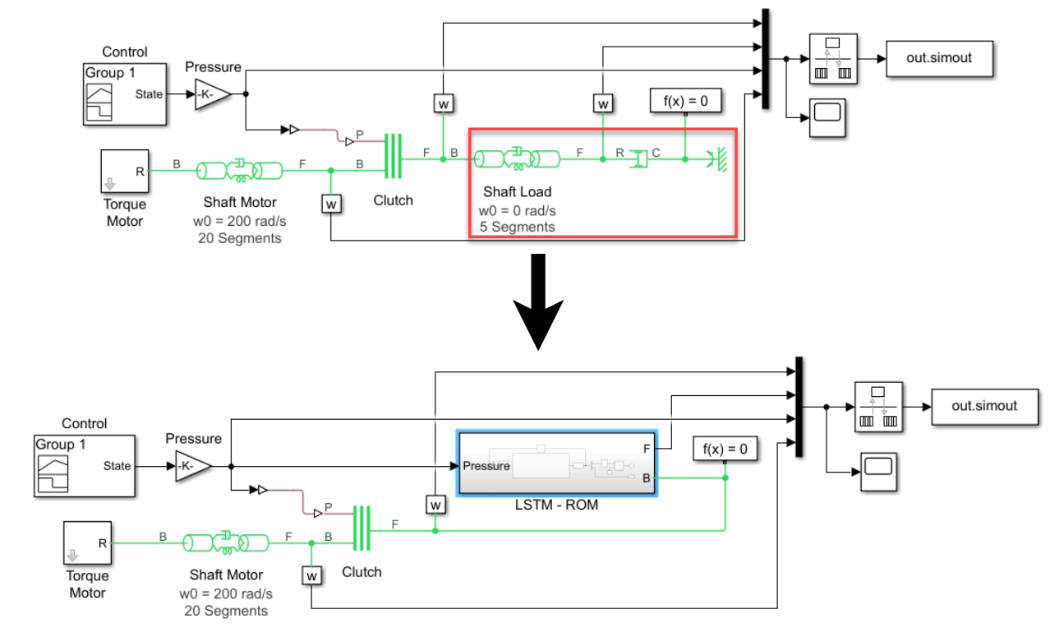 Control
Group 1
State
Pressure
-K-
w
w
f(x) = 0
out.simout
P
R
B
F
B
F
B
F
R
C
Torque
Motor
Shaft Motor
w0 = 200 rad/s
20 Segments
w
Clutch
Shaft Load
w0 = 0 rad/s
5 Segments
Control
Group 1
State
Pressure
-K-
Pressure
F
B
LSTM - ROM
f(x) = 0
out.simout
w
P
R
B
F
B
F
Torque
Motor
Shaft Motor
w0 = 200 rad/s
20 Segments
w
Clutch